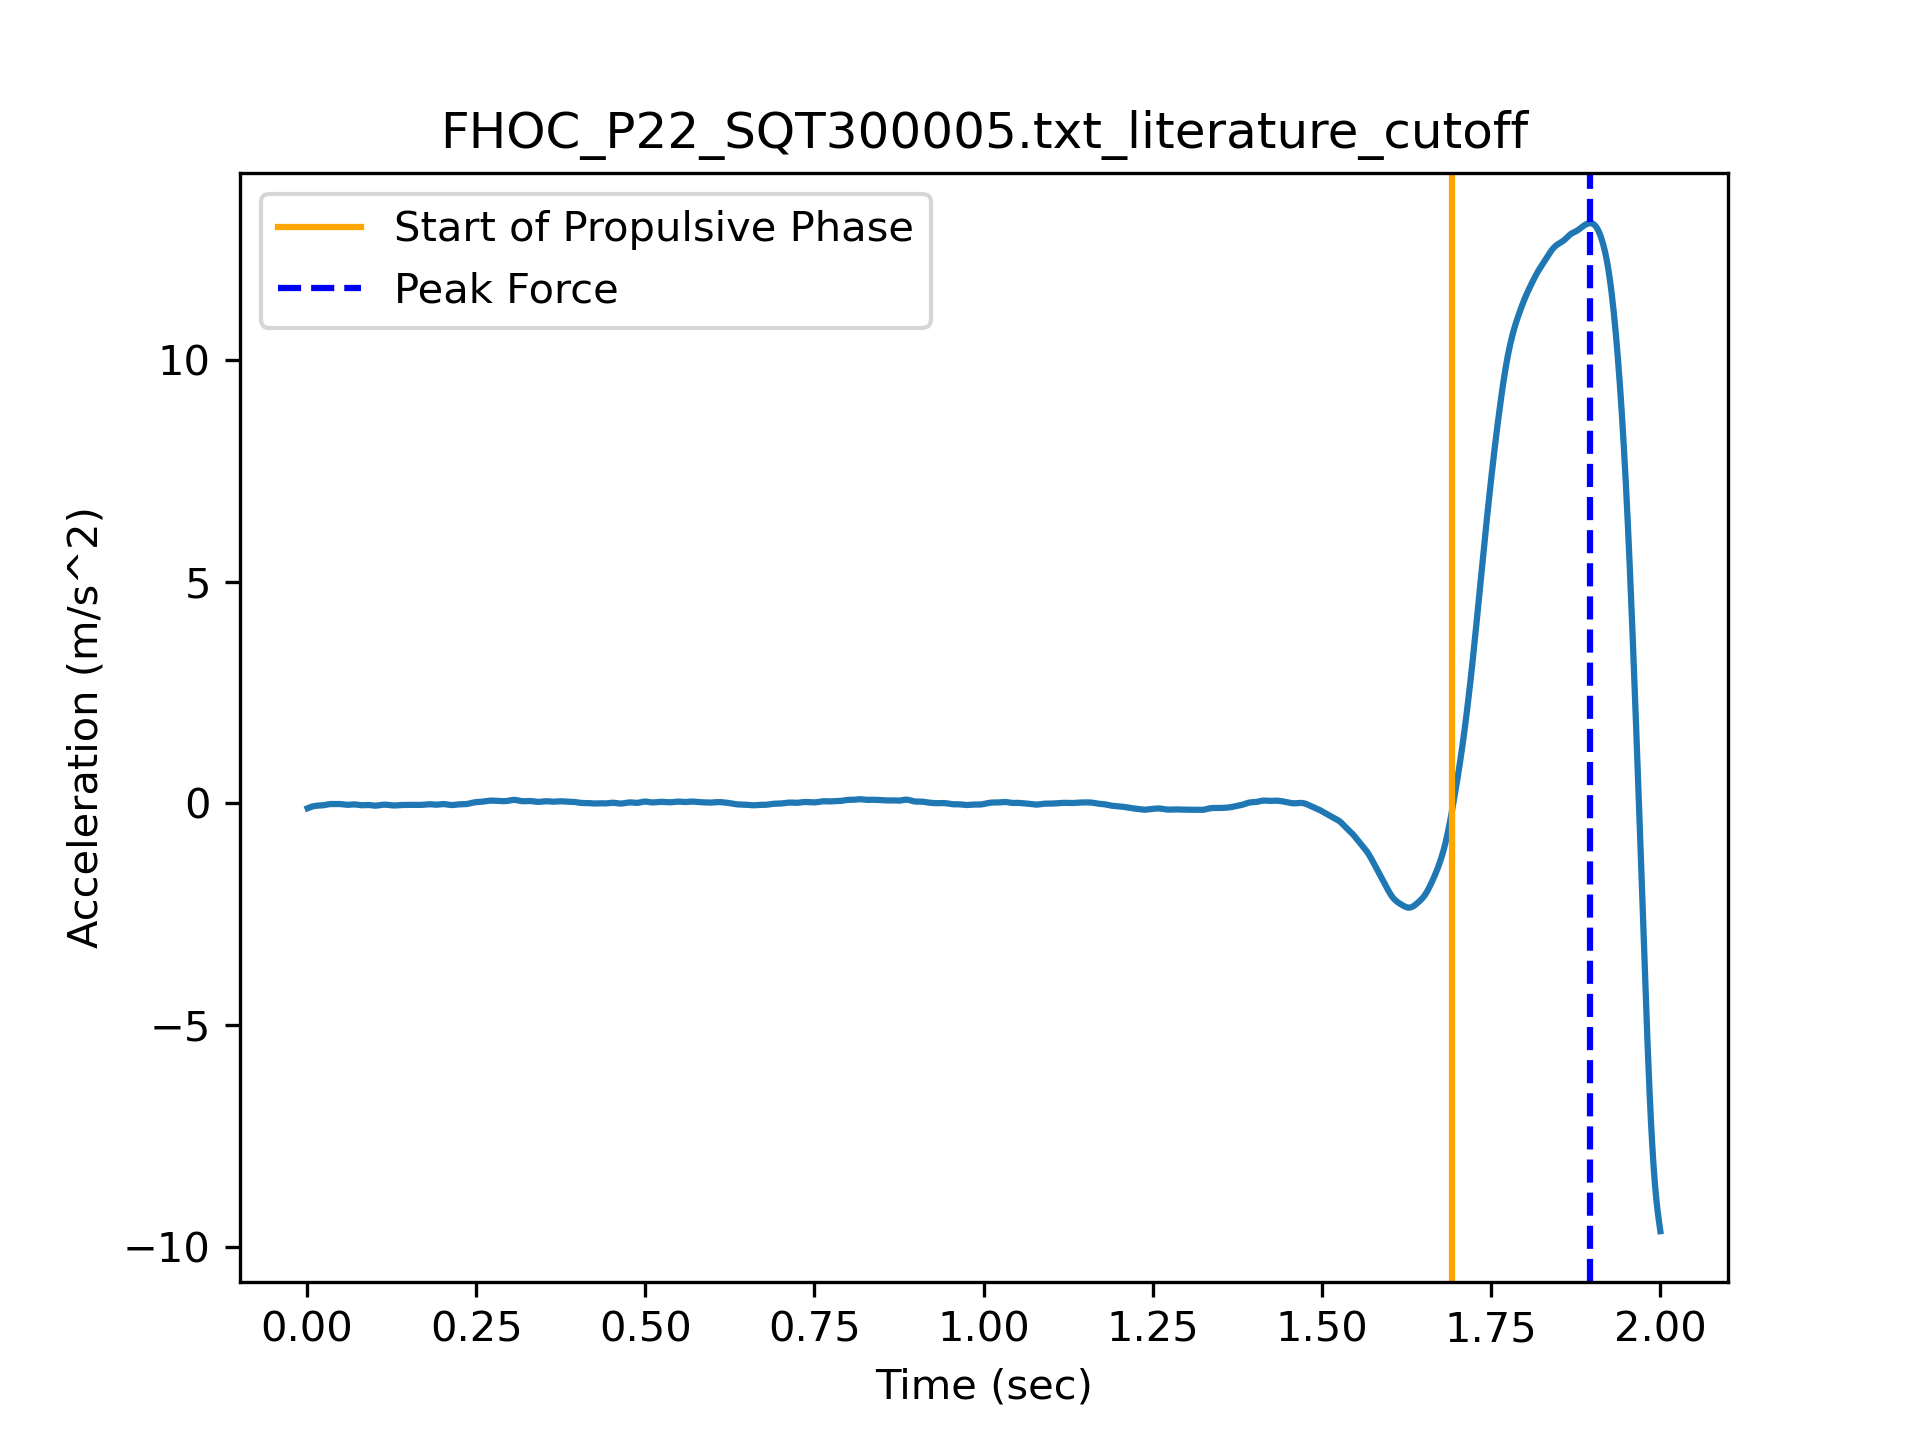 FHOC_P22_SQT300005.txt_literature_cutoff
Start of Propulsive Phase
Peak Force
Acceleration (m/s^2)
10
5
0
−5
−10
0.00 0.25 0.50 0.75 1.00 1.25 1.50 1.75 2.00
Time (sec)